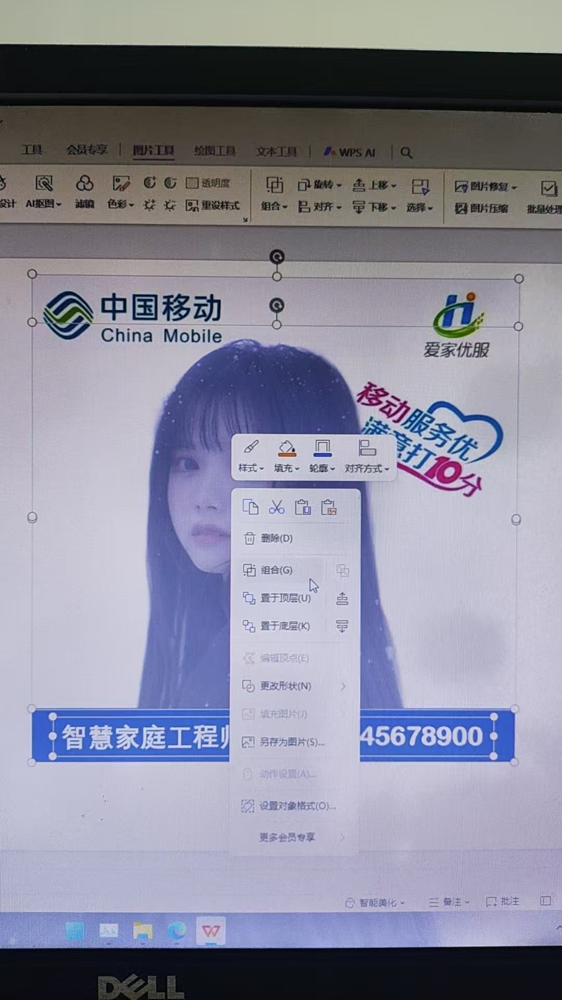 工具 会员专享 图片工具 绘图工具 文本工具 WPS AI
透明度 旋转 上移 图片修复
设计 AI抠图 滤镜 色彩 重设样式 组合 对齐 下移 选择 图片压缩 批量处理
中国移动
China Mobile
爱家优服
移动服务优
满意打10分
样式 填充 轮廓 对齐方式
删除(D)
组合(G)
置于顶层(U)
置于底层(K)
编辑顶点(E)
更改形状(N)
填充图片(J)
另存为图片(S)...
动作设置(A)...
设置对象格式(O)...
更多会员专享
智慧家庭工程师 45678900
智能美化 备注 批注
DELL